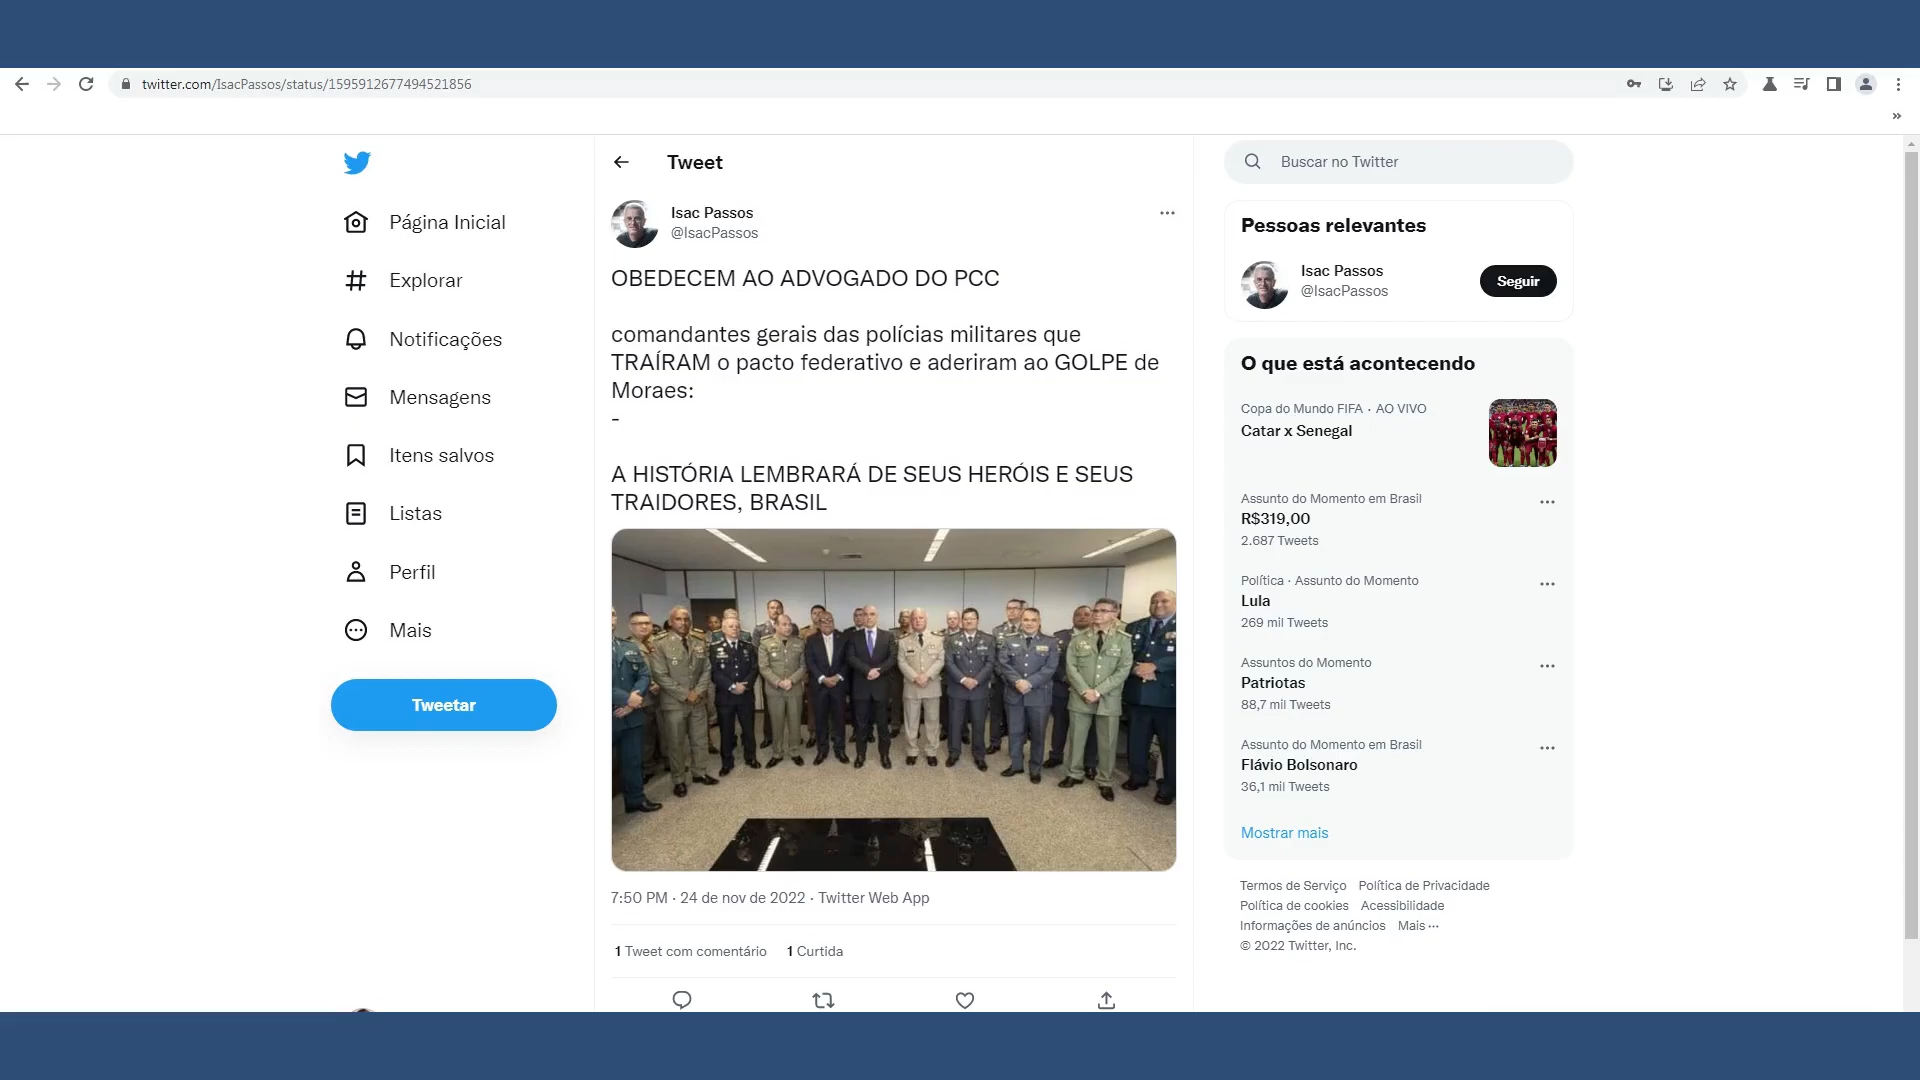 twitter.com/IsacPassos/status/1595912677494521856
»
Página Inicial
Explorar
Notificações
Mensagens
Itens salvos
Listas
Perfil
Mais
Tweetar
Tweet
Isac Passos
@IsacPassos
OBEDECEM AO ADVOGADO DO PCC
comandantes gerais das polícias militares que
TRAÍRAM o pacto federativo e aderiram ao GOLPE de
Moraes:
-
A HISTÓRIA LEMBRARÁ DE SEUS HERÓIS E SEUS
TRAIDORES, BRASIL
7:50 PM · 24 de nov de 2022 · Twitter Web App
1 Tweet com comentário 1 Curtida
Buscar no Twitter
Pessoas relevantes
Isac Passos
@IsacPassos
Seguir
O que está acontecendo
Copa do Mundo FIFA · AO VIVO
Catar x Senegal
Assunto do Momento em Brasil
R$319,00
2.687 Tweets
Política · Assunto do Momento
Lula
269 mil Tweets
Assuntos do Momento
Patriotas
88,7 mil Tweets
Assunto do Momento em Brasil
Flávio Bolsonaro
36,1 mil Tweets
Mostrar mais
Termos de Serviço Política de Privacidade
Política de cookies Acessibilidade
Informações de anúncios Mais ···
© 2022 Twitter, Inc.